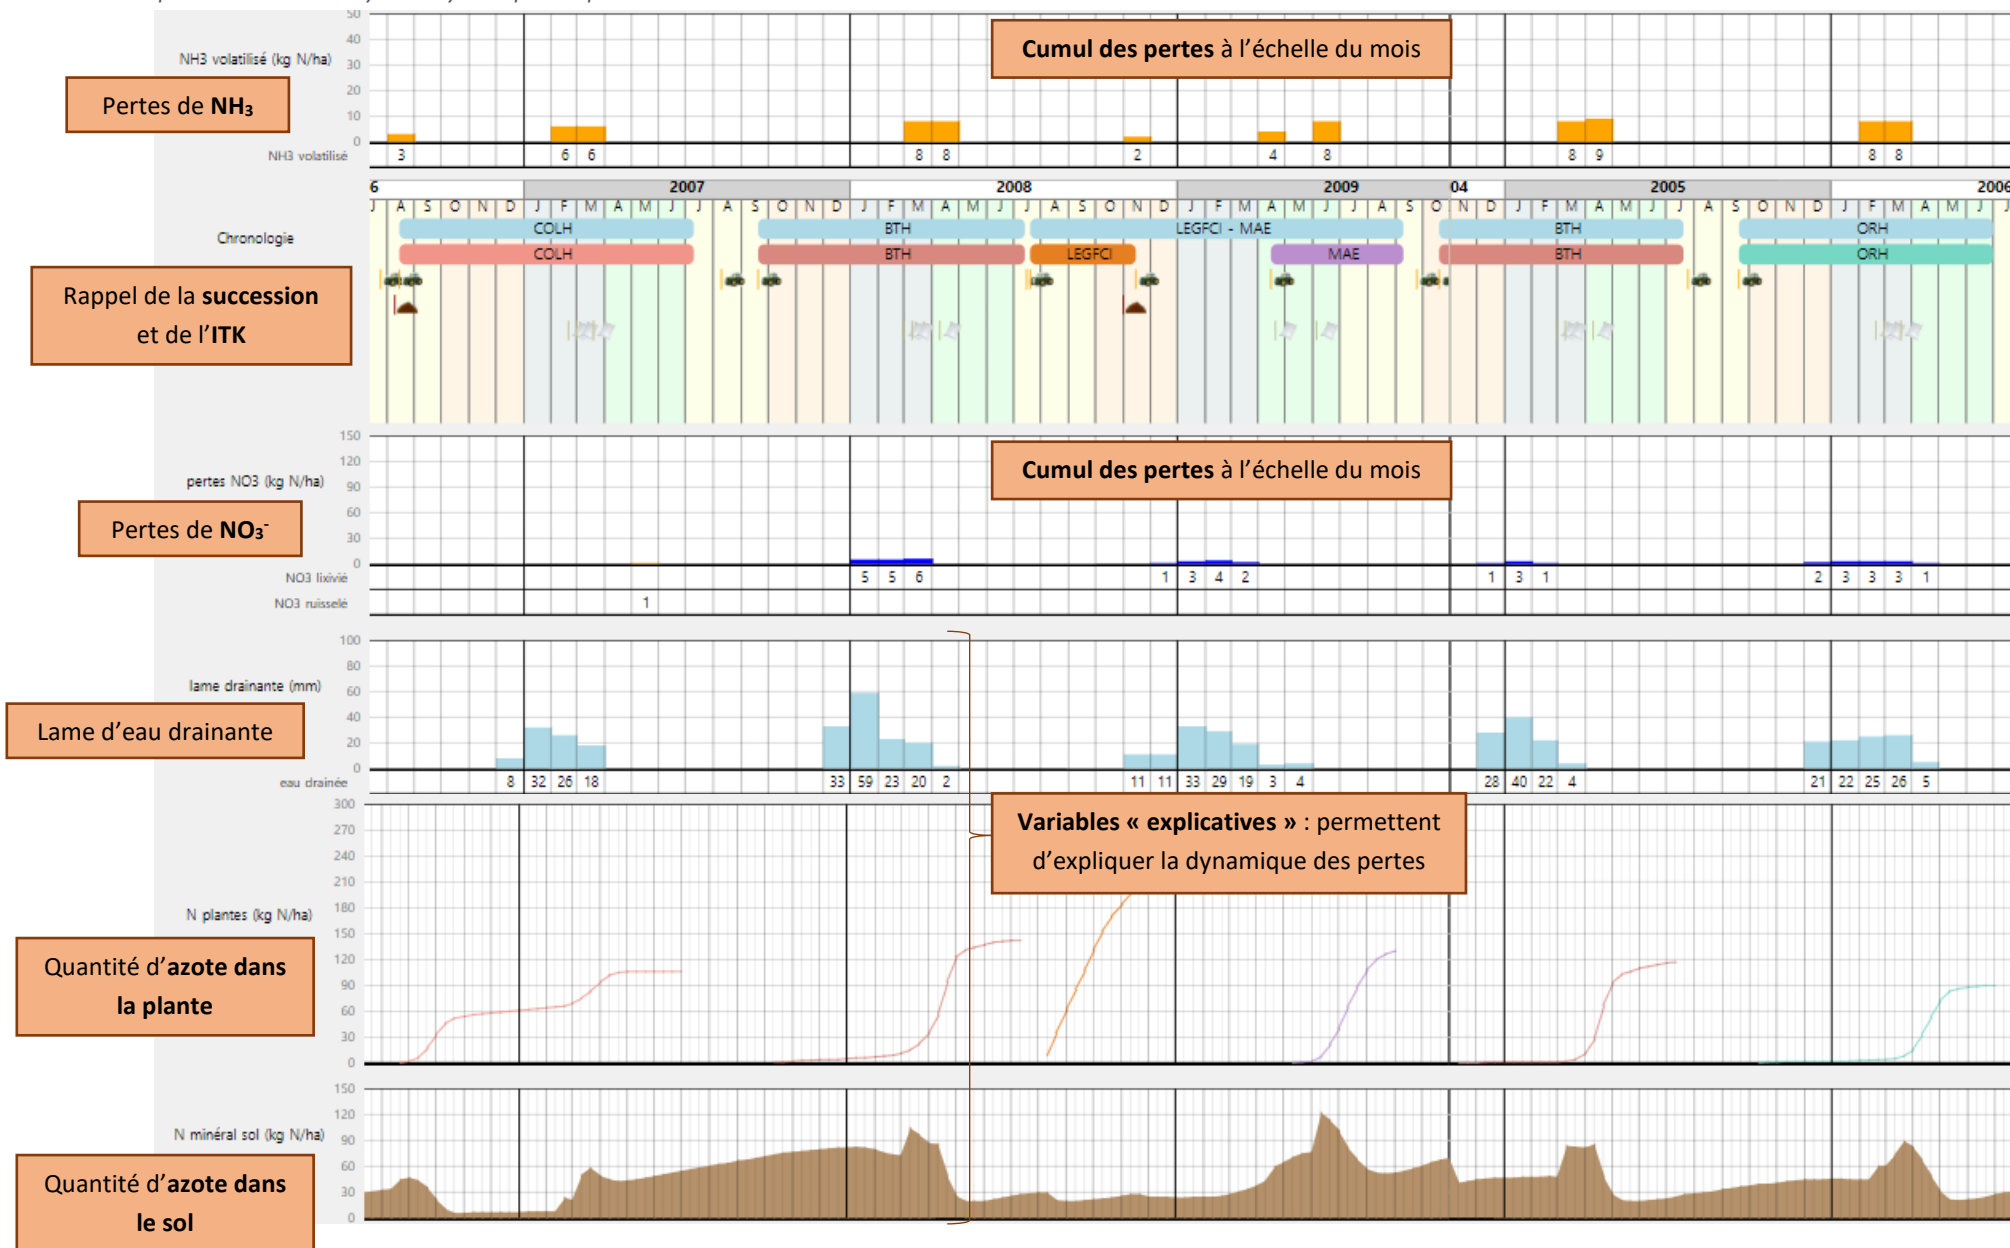 50
40
NH3 volatilisé (kg N/ha)
30
20
10
0
Cumul des pertes à l'échelle du mois
Pertes de NH₃
NH3 volatilisé
3 6 6 8 8 2 4 8 8 9 8 8
6 2007 2008 2009 04 2005 2006
J A S O N D J F M A M J J A S O N D J F M A M J J A S O N D J F M A M J J A S O N D J F M A M J J A S O N D J F M A M J J
Chronologie
COLH BTH LEGFCI - MAE BTH ORH
COLH BTH LEGFCI MAE BTH ORH
Rappel de la succession
et de l'ITK
150
120
pertes NO3 (kg N/ha)
90
60
30
0
Cumul des pertes à l'échelle du mois
Pertes de NO₃⁻
NO3 lixivié
5 5 6 1 3 4 2 1 3 1 2 3 3 3 1
NO3 ruisselé
1
100
80
lame drainante (mm)
60
40
20
0
Lame d'eau drainante
eau drainée
8 32 26 18 33 59 23 20 2 11 11 33 29 19 3 4 28 40 22 4 21 22 25 26 5
Variables « explicatives » : permettent
d'expliquer la dynamique des pertes
300
270
240
210
N plantes (kg N/ha)
180
150
120
90
60
30
0
Quantité d'azote dans
la plante
150
120
N minéral sol (kg N/ha)
90
60
30
0
Quantité d'azote dans
le sol